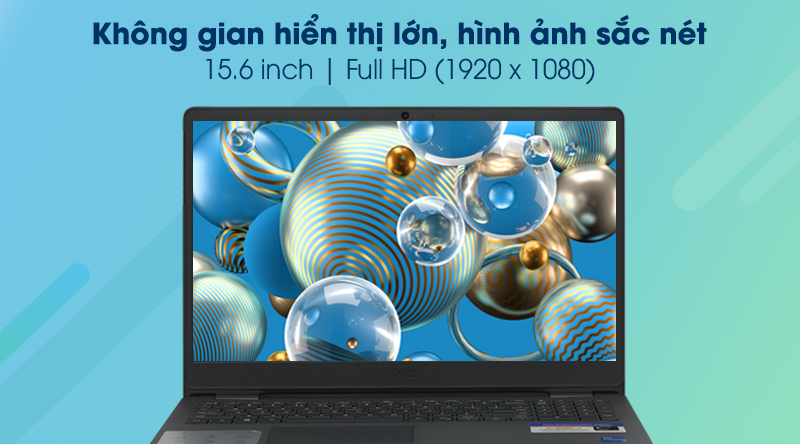 Không gian hiển thị lớn, hình ảnh sắc nét
15.6 inch | Full HD (1920 x 1080)